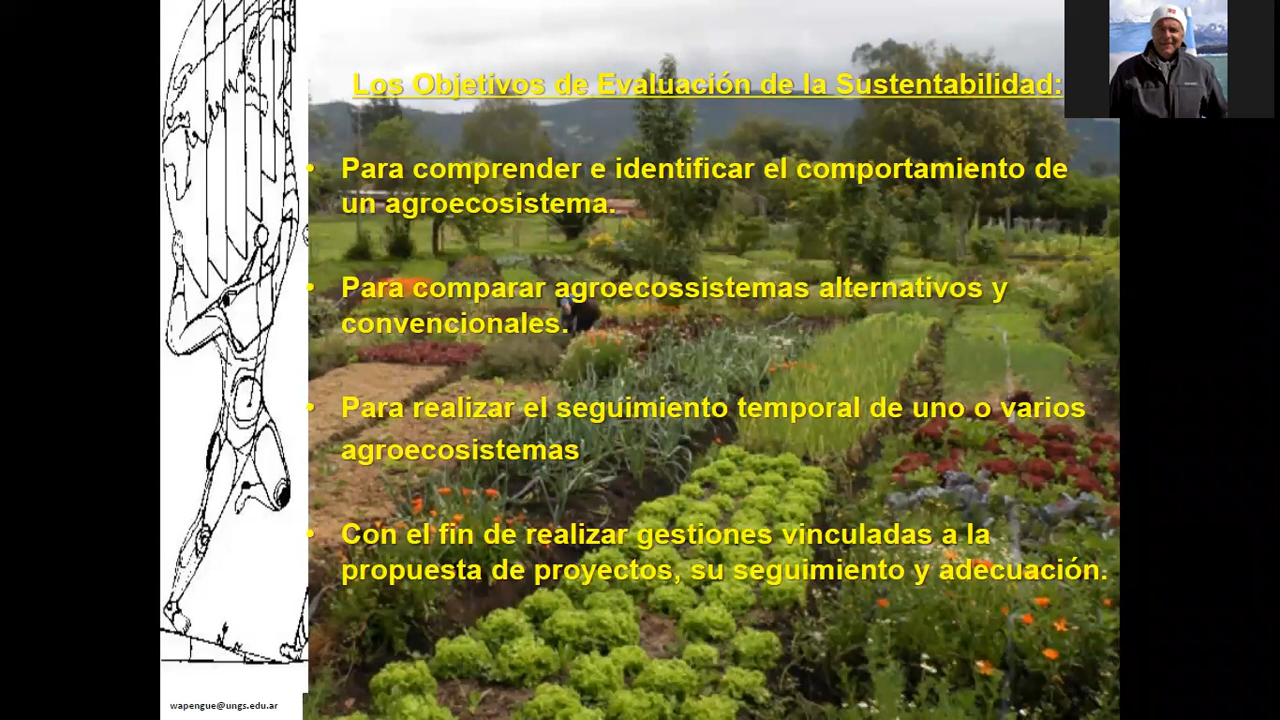 Los Objetivos de Evaluación de la Sustentabilidad:
• Para comprender e identificar el comportamiento de
un agroecosistema.
• Para comparar agroecossistemas alternativos y
convencionales.
• Para realizar el seguimiento temporal de uno o varios
agroecosistemas
• Con el fin de realizar gestiones vinculadas a la
propuesta de proyectos, su seguimiento y adecuación.
wapengue@ungs.edu.ar